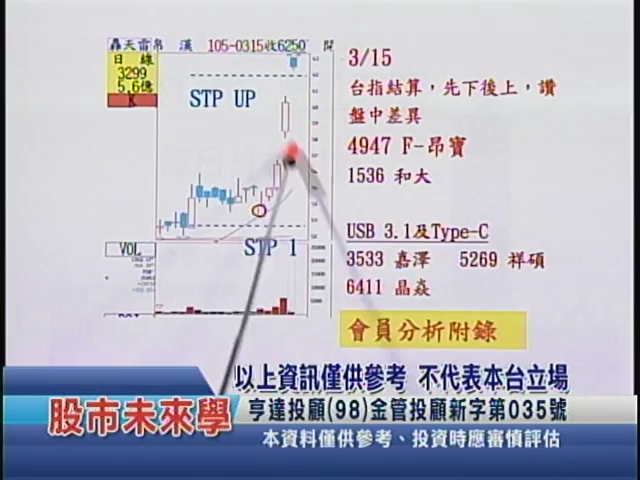 轟天雷帛 漢 105-0315收6250 開
日 線
3299
5.6億
K
STP UP
STP 1
VOL
3/15
台指結算，先下後上，讚
盤中差異
4947 F-昂寶
1536 和大
USB 3.1及Type-C
3533 嘉澤 5269 祥碩
6411 晶焱
會員分析附錄
以上資訊僅供參考 不代表本台立場
股市未來學
亨達投顧(98)金管投顧新字第035號
本資料僅供參考、投資時應審慎評估